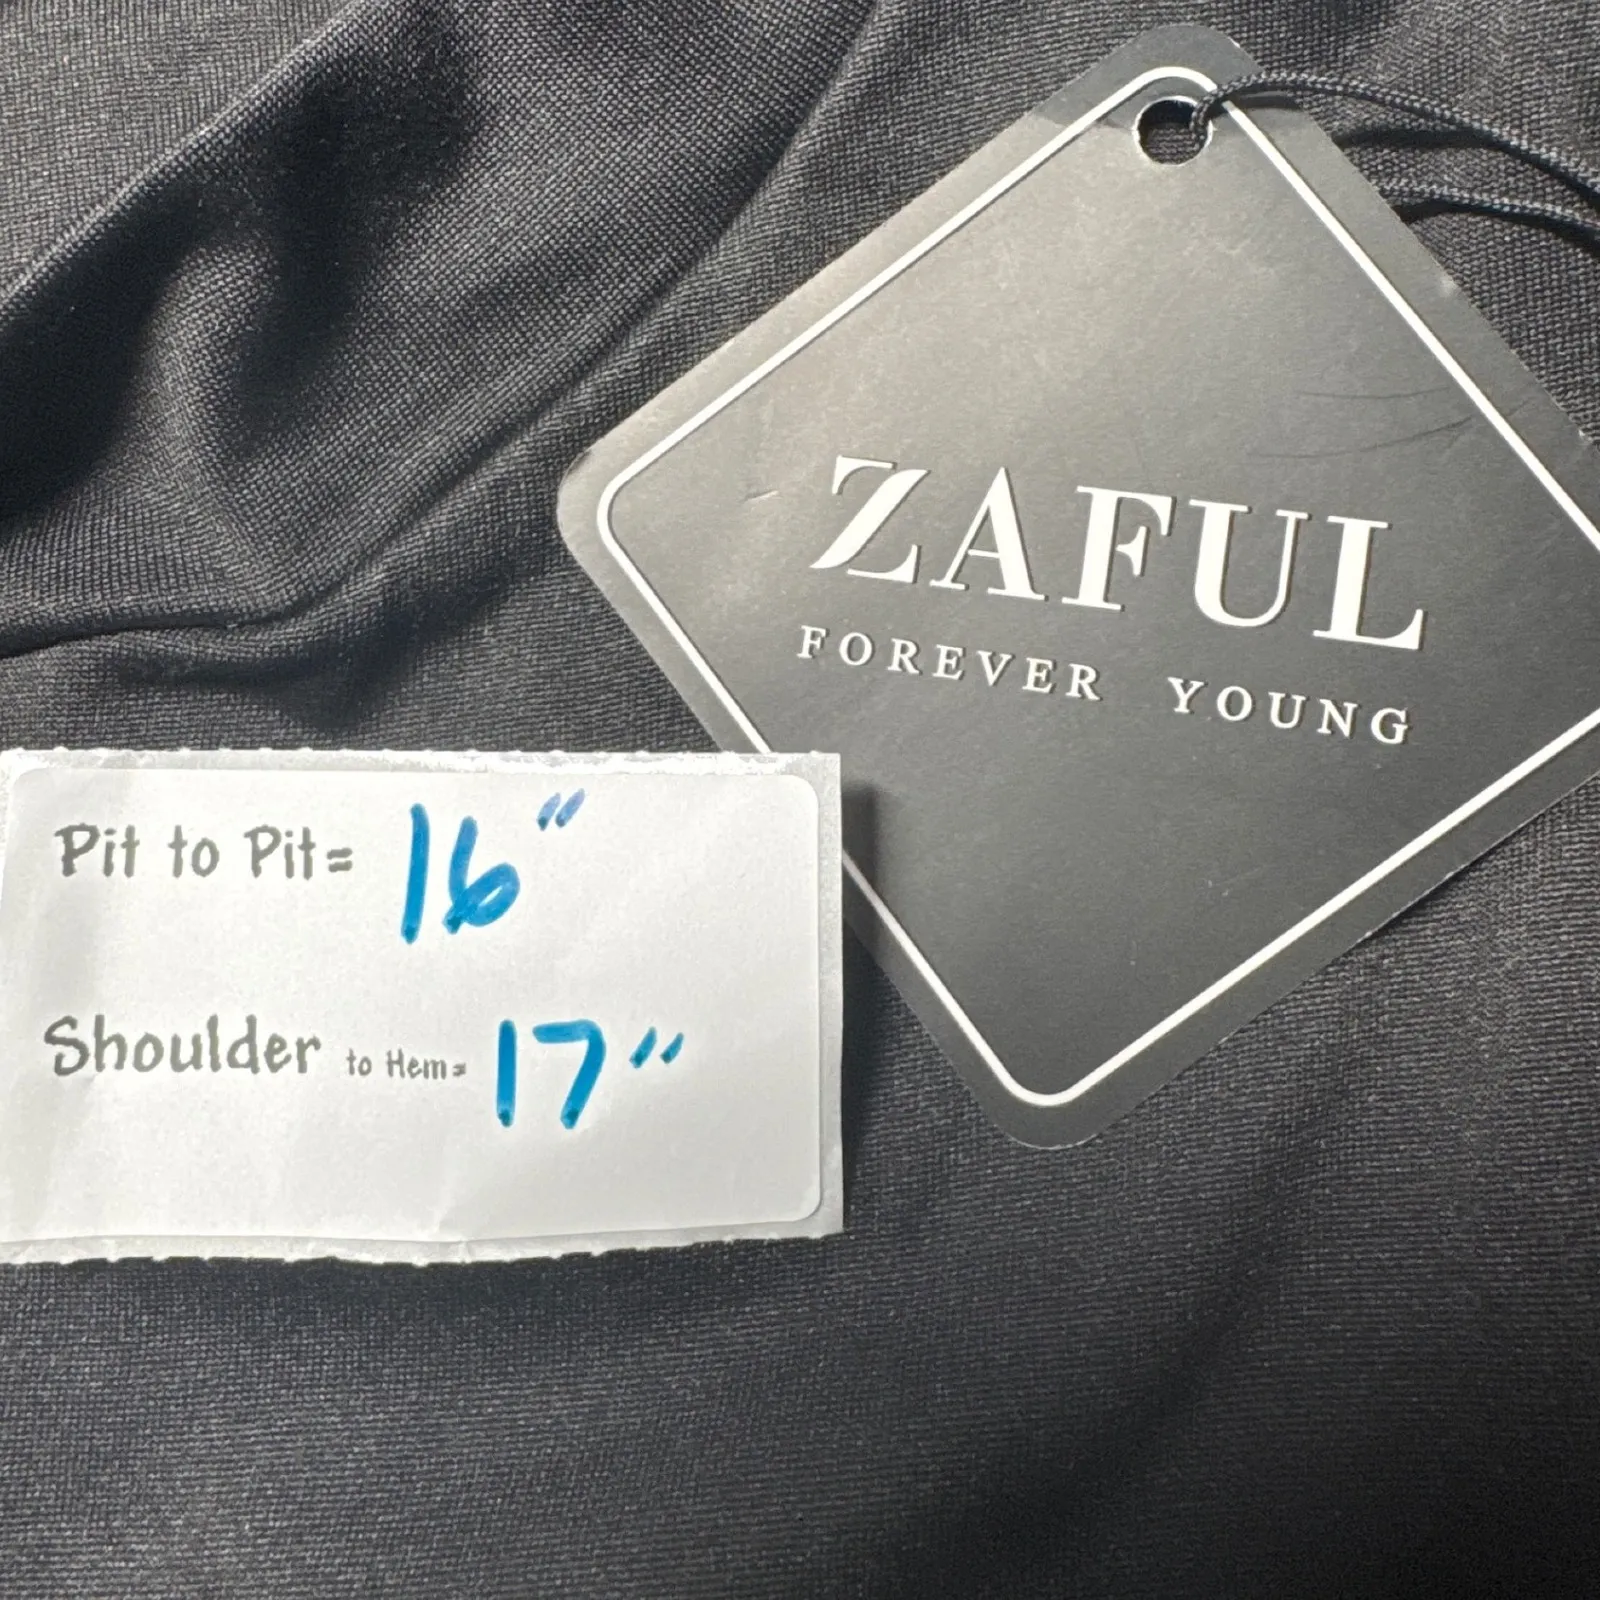 ZAFUL
FOREVER YOUNG
Pit to Pit= 16"
Shoulder to Hem= 17"